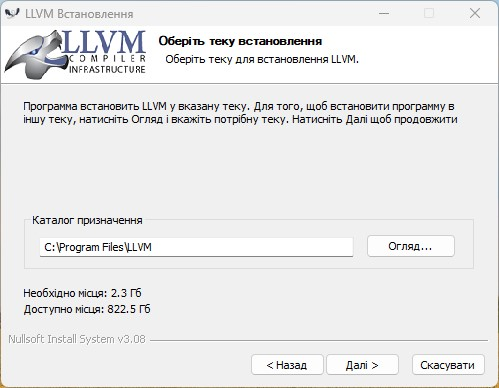 LLVM Встановлення
LLVM
COMPILER
INFRASTRUCTURE
Оберіть теку встановлення
Оберіть теку для встановлення LLVM.
Програма встановить LLVM у вказану теку. Для того, щоб встановити программу в
іншу теку, натисніть Огляд і вкажіть потрібну теку. Натисніть Далі щоб продовжити
Каталог призначення
C:\Program Files\LLVM
Огляд...
Необхідно місця: 2.3 Гб
Доступно місця: 822.5 Гб
Nullsoft Install System v3.08
< Назад
Далі >
Скасувати